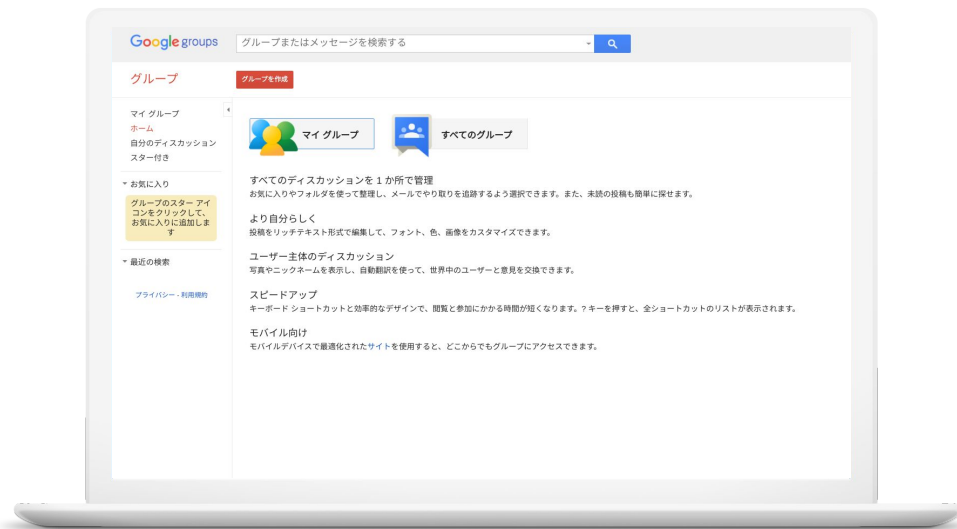 Google groups
グループまたはメッセージを検索する
グループ
グループを作成
マイ グループ
ホーム
自分のディスカッション
スター付き
お気に入り
グループのスター アイ
コンをクリックして、
お気に入りに追加しま
す
最近の検索
プライバシー - 利用規約
マイ グループ
すべてのグループ
すべてのディスカッションを 1 か所で管理
お気に入りやフォルダを使って整理し、メールでやり取りを追跡するよう選択できます。また、未読の投稿も簡単に探せます。
より自分らしく
投稿をリッチテキスト形式で編集して、フォント、色、画像をカスタマイズできます。
ユーザー主体のディスカッション
写真やニックネームを表示し、自動翻訳を使って、世界中のユーザーと意見を交換できます。
スピードアップ
キーボード ショートカットと効率的なデザインで、閲覧と参加にかかる時間が短くなります。? キーを押すと、全ショートカットのリストが表示されます。
モバイル向け
モバイルデバイスで最適化されたサイトを使用すると、どこからでもグループにアクセスできます。